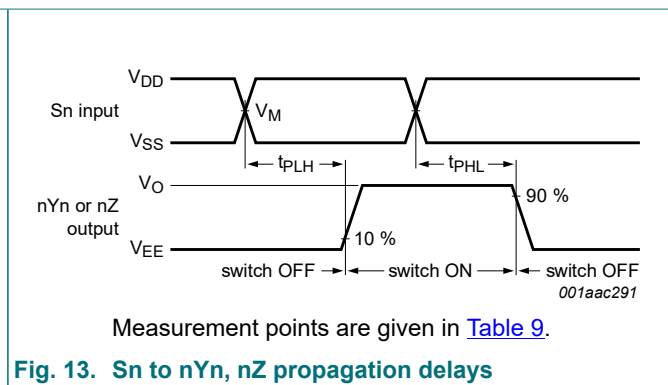 VDD
Sn input
VM
VSS
tPLH
tPHL
VO
nYn or nZ
output
90 %
10 %
VEE
switch OFF
switch ON
switch OFF
001aac291
Measurement points are given in Table 9.
Fig. 13. Sn to nYn, nZ propagation delays